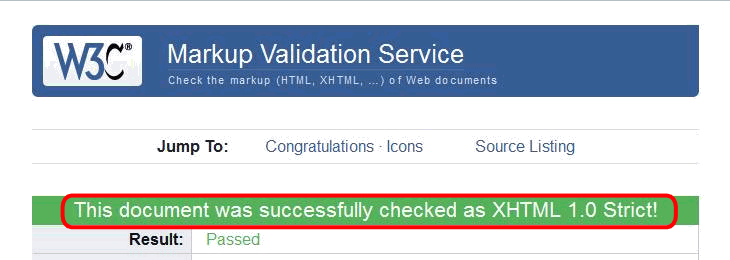 W3C®
Markup Validation Service
Check the markup (HTML, XHTML, …) of Web documents
Jump To: Congratulations · Icons Source Listing
This document was successfully checked as XHTML 1.0 Strict!
Result: Passed